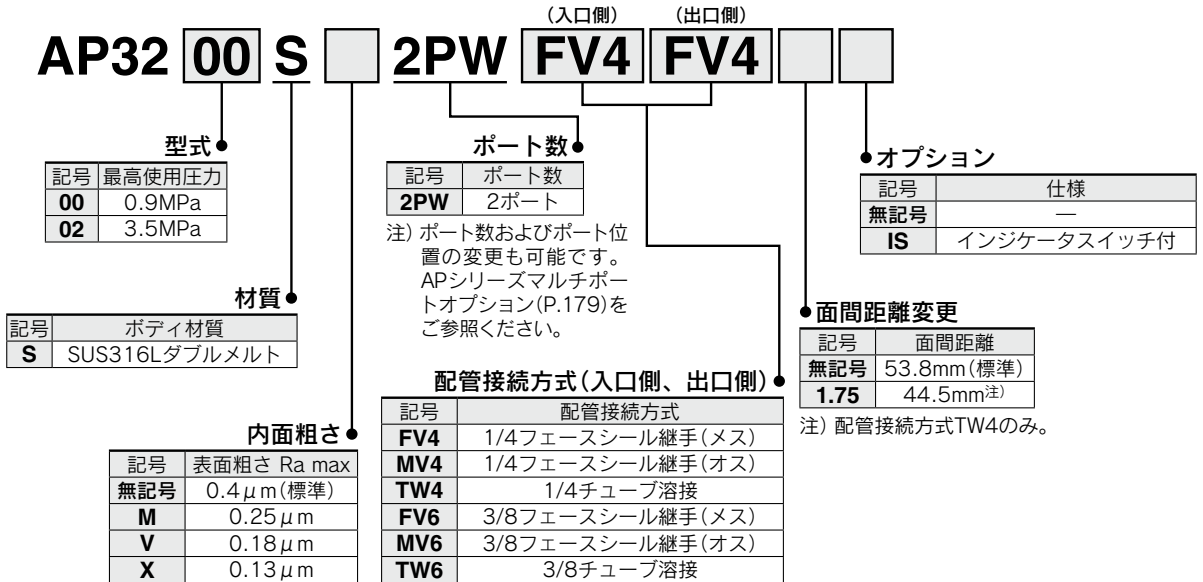 (入口側) (出口側)
AP32 00 S 2PW FV4 FV4
型式
記号 最高使用圧力
00 0.9MPa
02 3.5MPa
材質
記号 ボディ材質
S SUS316Lダブルメルト
内面粗さ
記号 表面粗さ Ra max
無記号 0.4μm(標準)
M 0.25μm
V 0.18μm
X 0.13μm
ポート数
記号 ポート数
2PW 2ポート
注) ポート数およびポート位
置の変更も可能です。
APシリーズマルチポー
トオプション(P.179)を
ご参照ください。
配管接続方式(入口側、出口側)
記号 配管接続方式
FV4 1/4フェースシール継手(メス)
MV4 1/4フェースシール継手(オス)
TW4 1/4チューブ溶接
FV6 3/8フェースシール継手(メス)
MV6 3/8フェースシール継手(オス)
TW6 3/8チューブ溶接
オプション
記号 仕様
無記号 —
IS インジケータスイッチ付
面間距離変更
記号 面間距離
無記号 53.8mm(標準)
1.75 44.5mm注)
注) 配管接続方式TW4のみ。